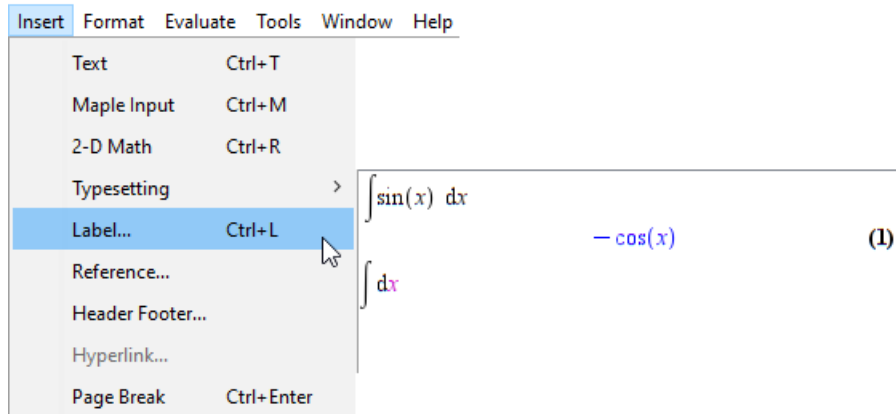 Insert Format Evaluate Tools Window Help
Text Ctrl+T
Maple Input Ctrl+M
2-D Math Ctrl+R
Typesetting >
Label... Ctrl+L
Reference...
Header Footer...
Hyperlink...
Page Break Ctrl+Enter
∫sin(x) dx
−cos(x) (1)
∫dx